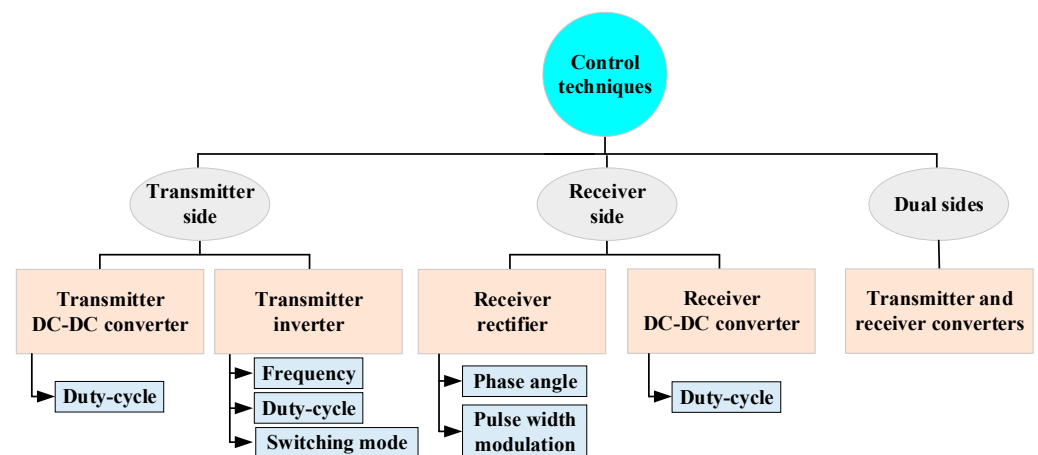 Control
techniques
Transmitter
side
Receiver
side
Dual sides
Transmitter
DC-DC converter
Transmitter
inverter
Receiver
rectifier
Receiver
DC-DC converter
Transmitter and
receiver converters
Duty-cycle
Frequency
Duty-cycle
Switching mode
Phase angle
Pulse width
modulation
Duty-cycle